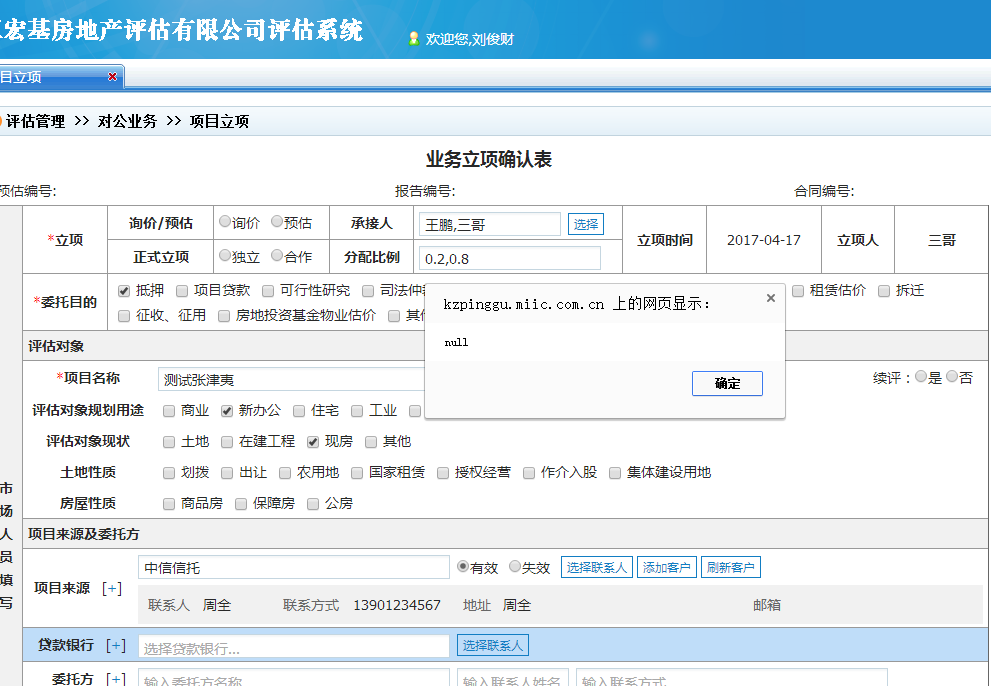 宏基房地产评估有限公司评估系统
欢迎您,刘俊财
目立项
评估管理 >> 对公业务 >> 项目立项
业务立项确认表
预估编号: 报告编号: 合同编号:
*立项 询价/预估 询价 预估 承接人 王鹏,三哥 选择 立项时间 2017-04-17 立项人 三哥
正式立项 独立 合作 分配比例 0.2,0.8
*委托目的 抵押 项目贷款 可行性研究 司法仲 租赁估价 拆迁
征收、征用 房地投资基金物业估价 其他
kzpinggu.miic.com.cn 上的网页显示:
null
确定
评估对象
*项目名称 测试张津夷 续评：是 否
评估对象规划用途 商业 新办公 住宅 工业
评估对象现状 土地 在建工程 现房 其他
土地性质 划拨 出让 农用地 国家租赁 授权经营 作介入股 集体建设用地
房屋性质 商品房 保障房 公房
市场人员填写
项目来源及委托方
项目来源 [+] 中信信托 有效 失效 选择联系人 添加客户 刷新客户
联系人 周全 联系方式 13901234567 地址 周全 邮箱
贷款银行 [+] 选择贷款银行... 选择联系人
委托方 [+] 输入委托方名称 输入联系人姓名 输入联系方式